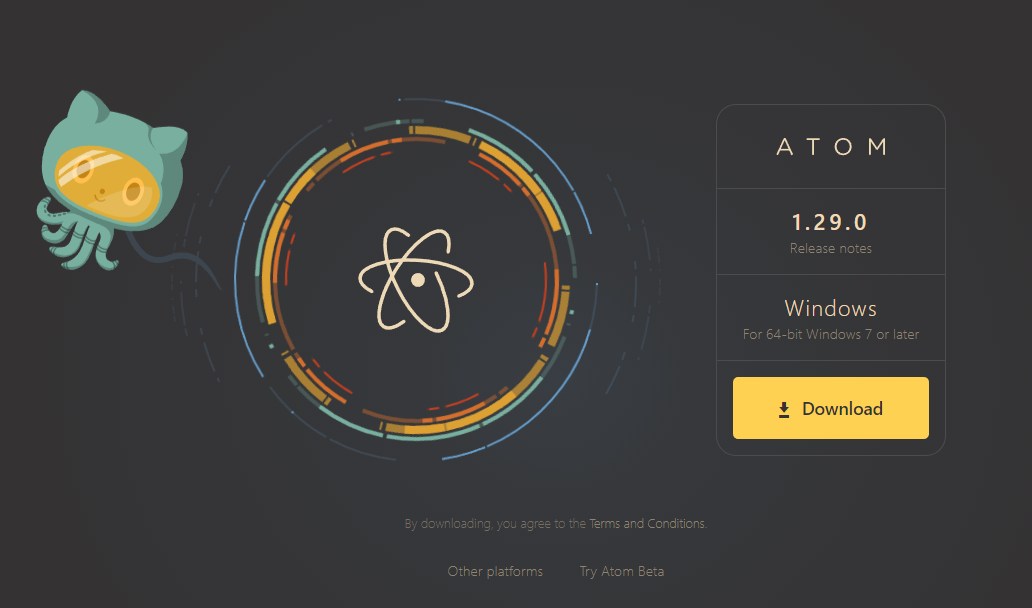 ATOM
1.29.0
Release notes
Windows
For 64-bit Windows 7 or later
Download
By downloading, you agree to the Terms and Conditions.
Other platforms Try Atom Beta